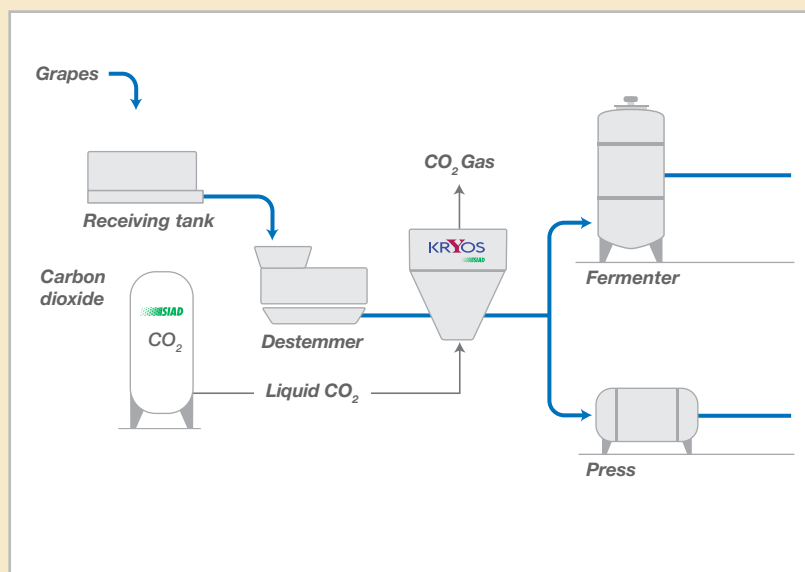 Grapes
CO₂ Gas
KRYOS
SIAD
Receiving tank
Carbon
dioxide
SIAD
CO₂
Destemmer
Liquid CO₂
Fermenter
Press